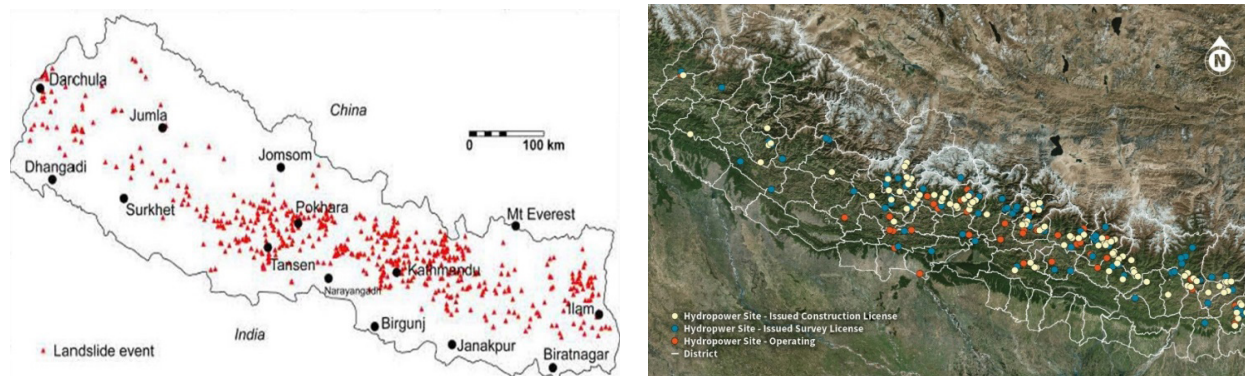 Darchula
China
Jumla
100 km
Jomsom
Dhangadi
Surkhet
Pokhara
Mt Everest
Tansen
Kathmandu
Narayangadh
Ilam
India
Birgunj
Landslide event
Janakpur
Biratnagar
N
Hydropower Site - Issued Construction License
Hydropower Site - Issued Survey License
Hydropower Site - Operating
District